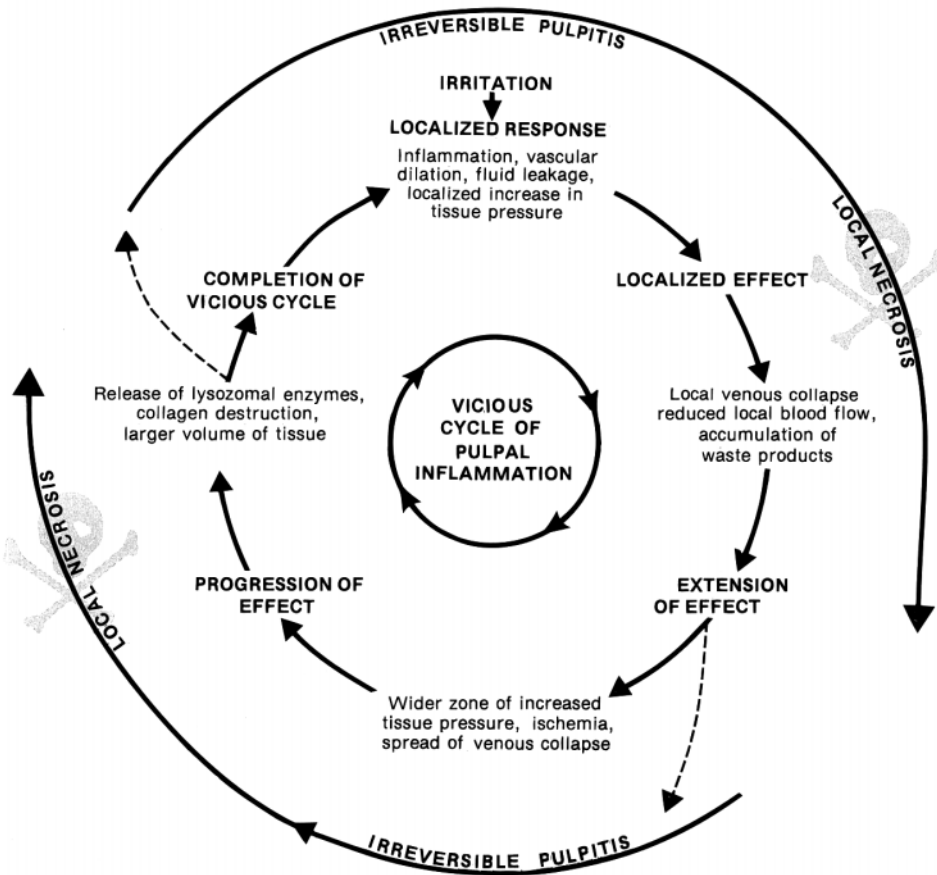 IRREVERSIBLE PULPITIS
IRRITATION
LOCALIZED RESPONSE
Inflammation, vascular
dilation, fluid leakage,
localized increase in
tissue pressure
LOCAL NECROSIS
COMPLETION OF
VICIOUS CYCLE
LOCALIZED EFFECT
Release of lysozomal enzymes,
collagen destruction,
larger volume of tissue
VICIOUS
CYCLE OF
PULPAL
INFLAMMATION
Local venous collapse
reduced local blood flow,
accumulation of
waste products
LOCAL NECROSIS
PROGRESSION OF
EFFECT
EXTENSION
OF EFFECT
Wider zone of increased
tissue pressure, ischemia,
spread of venous collapse
IRREVERSIBLE PULPITIS